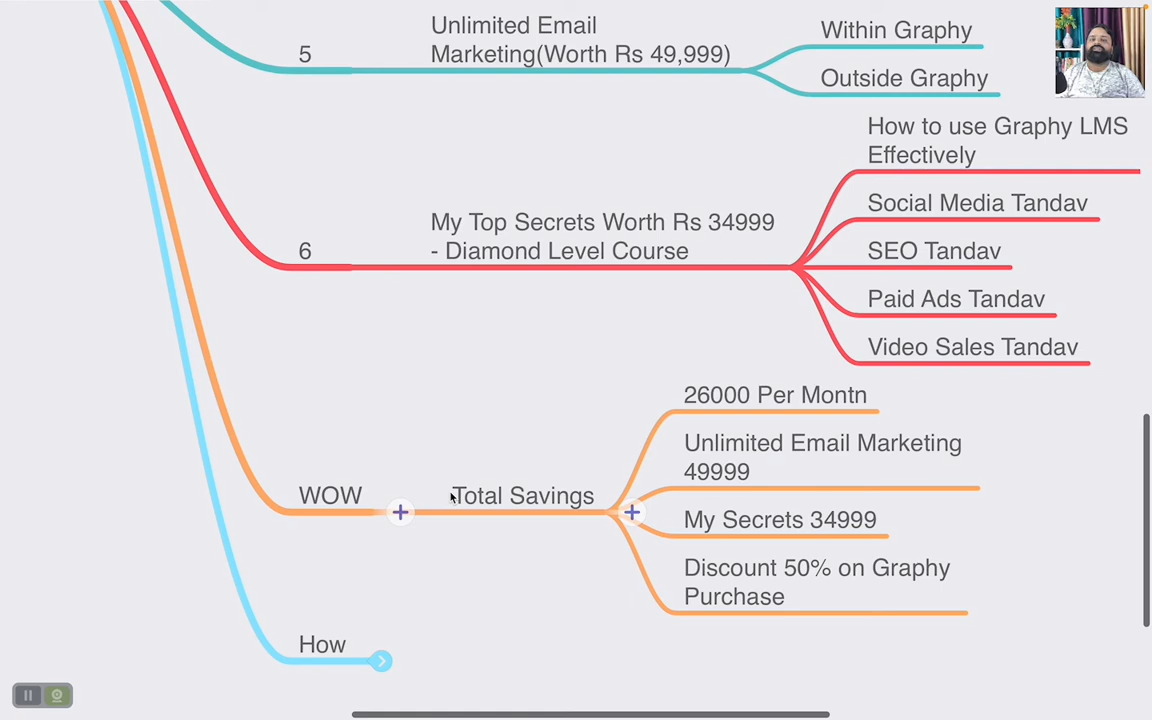 Unlimited Email
5
Marketing(Worth Rs 49,999)
Within Graphy
Outside Graphy
How to use Graphy LMS
Effectively
Social Media Tandav
SEO Tandav
Paid Ads Tandav
Video Sales Tandav
My Top Secrets Worth Rs 34999
6
- Diamond Level Course
26000 Per Montn
Unlimited Email Marketing
49999
WOW
Total Savings
My Secrets 34999
Discount 50% on Graphy
Purchase
How